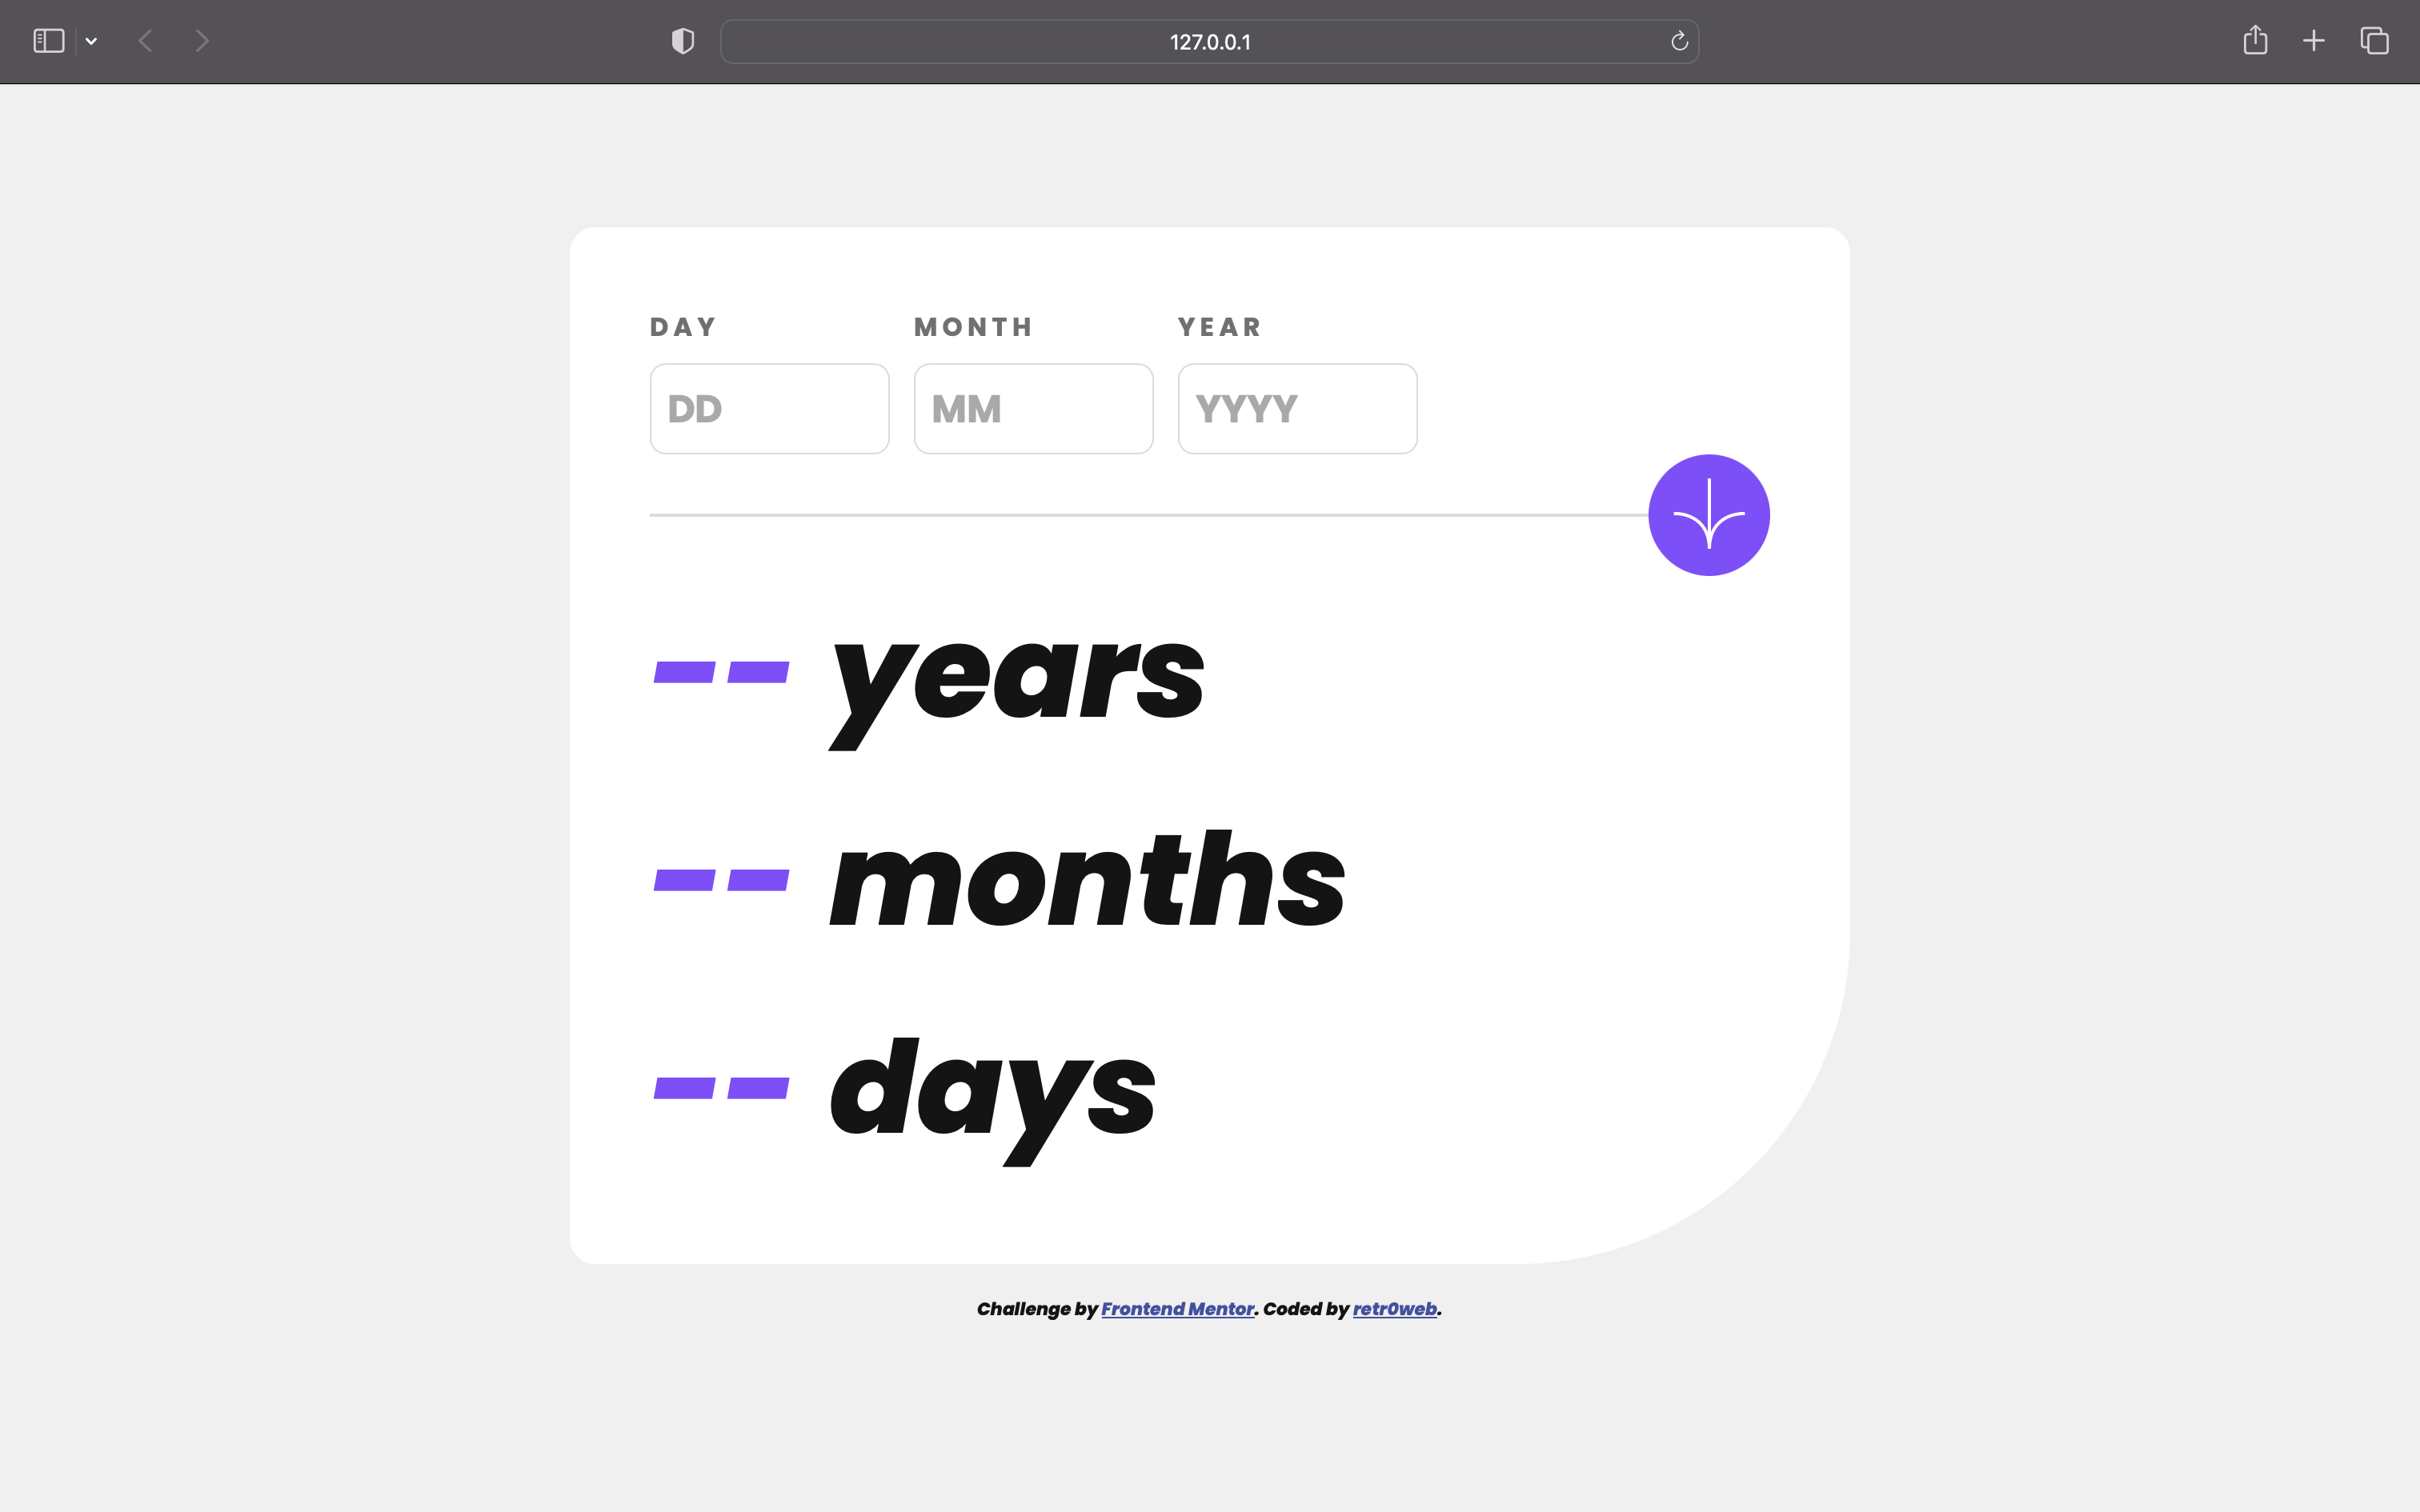 127.0.0.1
DAY MONTH YEAR
DD MM YYYY
-- years
-- months
-- days
Challenge by Frontend Mentor. Coded by retr0web.